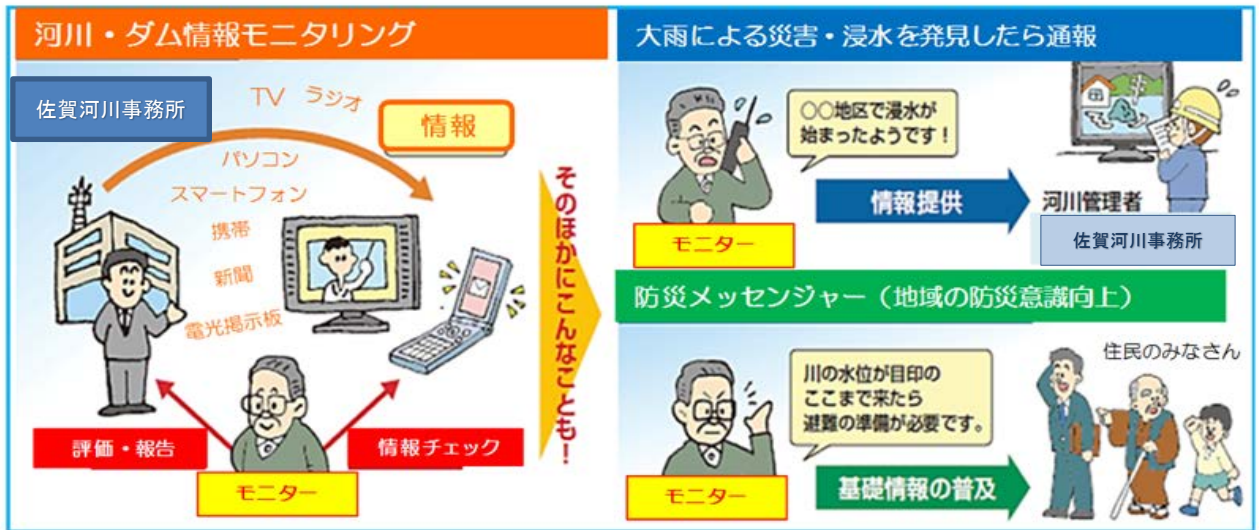 河川・ダム情報モニタリング
佐賀河川事務所
TV ラジオ
情報
パソコン
スマートフォン
携帯
新聞
電光掲示板
評価・報告
情報チェック
モニター
そのほかにこんなことも！
大雨による災害・浸水を発見したら通報
○○地区で浸水が
始まったようです！
情報提供
モニター
河川管理者
佐賀河川事務所
防災メッセンジャー（地域の防災意識向上）
川の水位が目印の
ここまで来たら
避難の準備が必要です。
住民のみなさん
モニター
基礎情報の普及